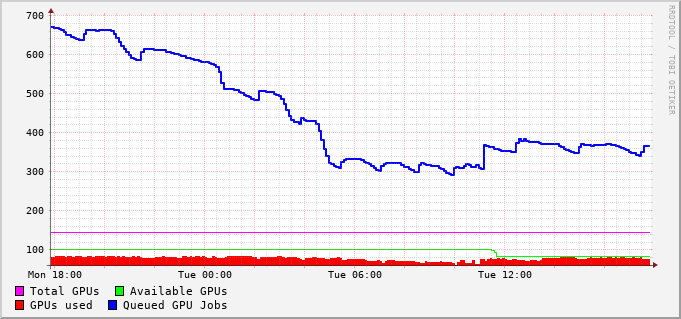 700
600
500
400
300
200
100
Mon 18:00 Tue 00:00 Tue 06:00 Tue 12:00
Total GPUs Available GPUs
GPUs used Queued GPU Jobs
RRDTOOL / TOBI OETIKER